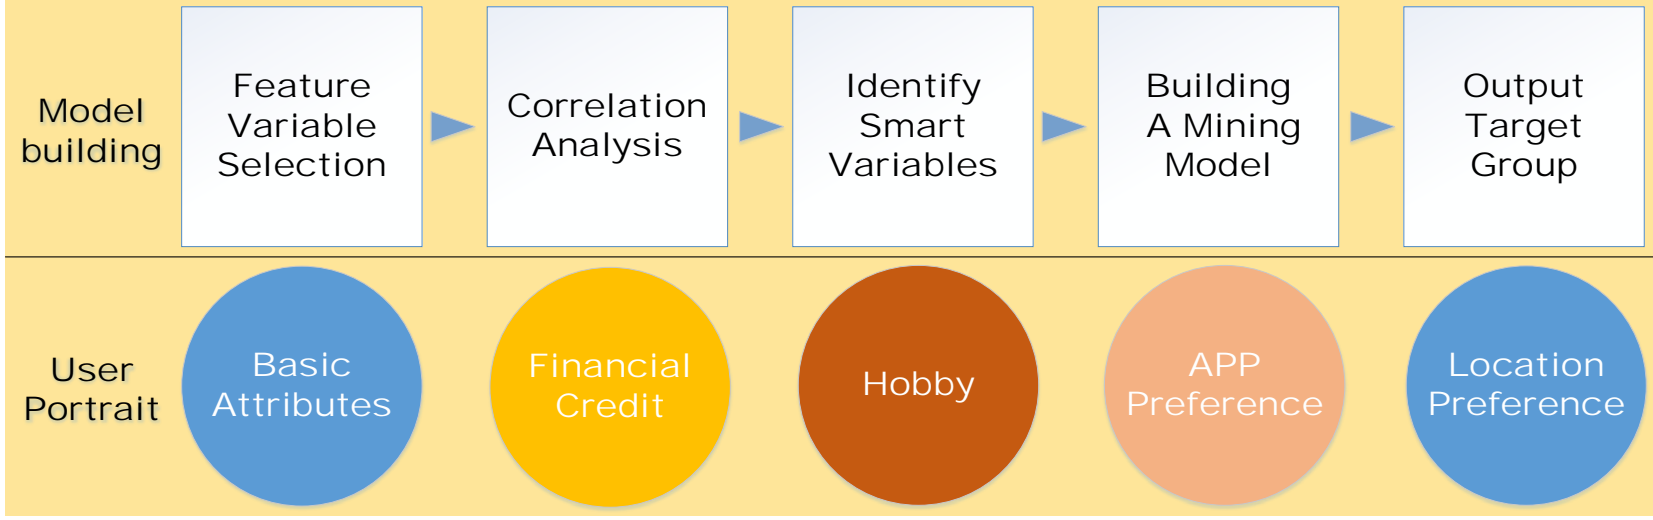 Model
building
Feature
Variable
Selection
Correlation
Analysis
Identify
Smart
Variables
Building
A Mining
Model
Output
Target
Group
User
Portrait
Basic
Attributes
Financial
Credit
Hobby
APP
Preference
Location
Preference